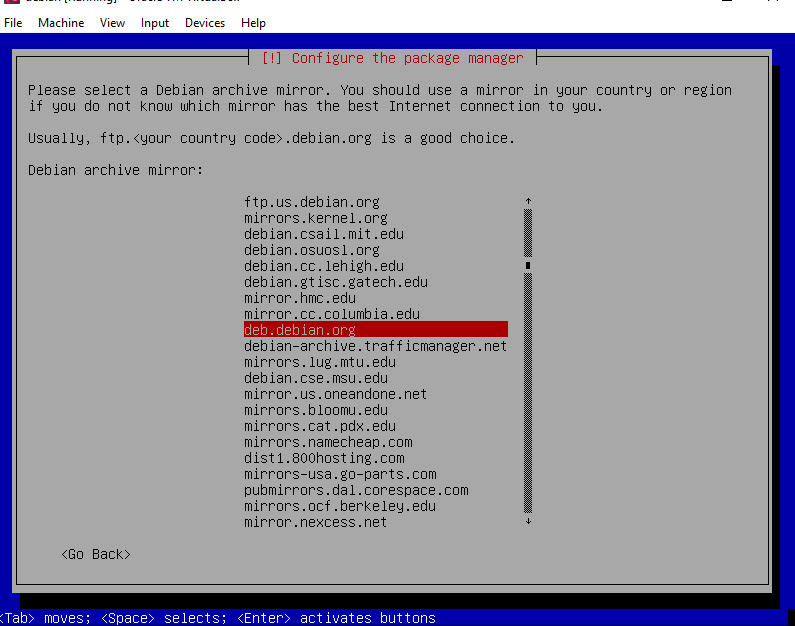 File Machine View Input Devices Help
[!] Configure the package manager
Please select a Debian archive mirror. You should use a mirror in your country or region
if you do not know which mirror has the best Internet connection to you.
Usually, ftp.<your country code>.debian.org is a good choice.
Debian archive mirror:
ftp.us.debian.org
mirrors.kernel.org
debian.csail.mit.edu
debian.osuosl.org
debian.cc.lehigh.edu
debian.gtisc.gatech.edu
mirror.hmc.edu
mirror.cc.columbia.edu
deb.debian.org
debian-archive.trafficmanager.net
mirrors.lug.mtu.edu
debian.cse.msu.edu
mirror.us.oneandone.net
mirrors.bloomu.edu
mirrors.cat.pdx.edu
mirrors.namecheap.com
dist1.800hosting.com
mirrors-usa.go-parts.com
pubmirrors.dal.corespace.com
mirrors.ocf.berkeley.edu
mirror.nexcess.net
<Go Back>
<Tab> moves; <Space> selects; <Enter> activates buttons